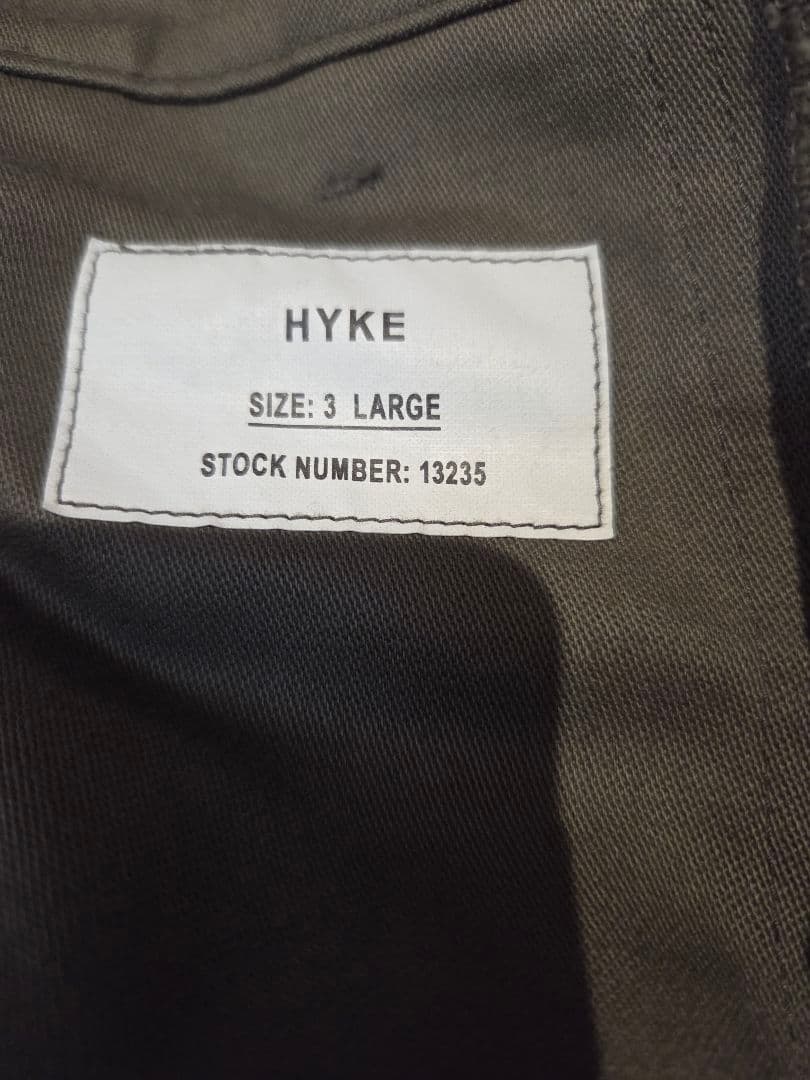 HYKE
SIZE: 3 LARGE
STOCK NUMBER: 13235